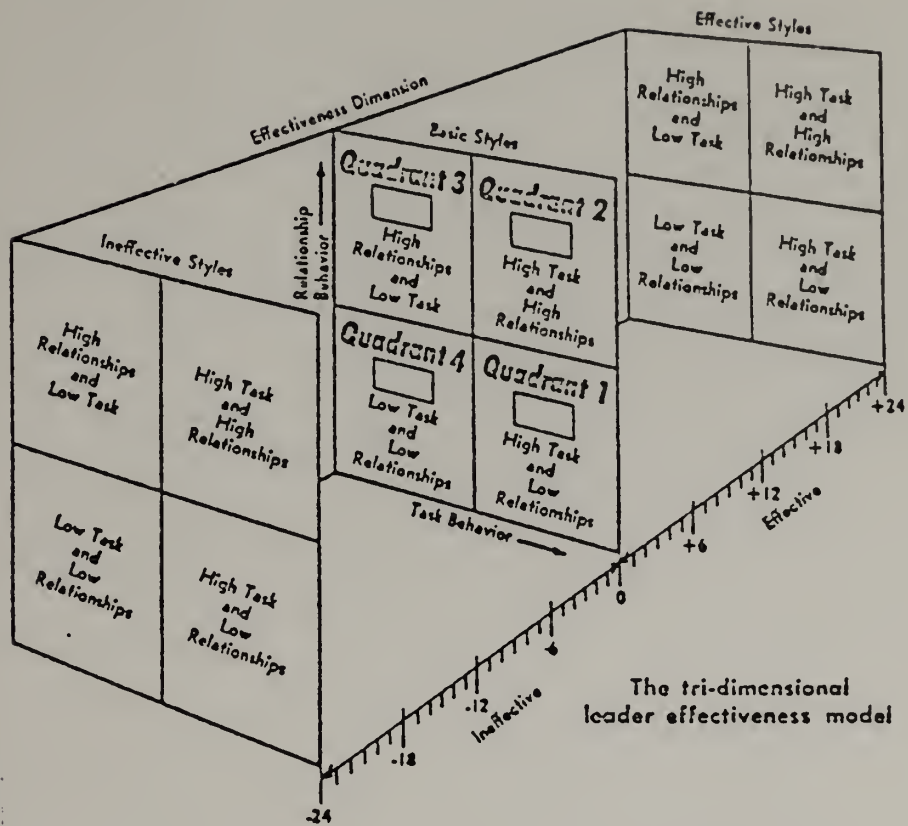 Effective Styles
High
Relationships
and
Low Task
High Task
and
High
Relationships
Low Task
and
Low
Relationships
High Task
and
Low
Relationships
Effectiveness Dimension
Basic Styles
Quadrant 3
High
Relationships
and
Low Task
Quadrant 2
High Task
and
High
Relationships
Quadrant 4
Low Task
and
Low
Relationships
Quadrant 1
High Task
and
Low
Relationships
Relationship
Behavior
Task Behavior
Ineffective Styles
High
Relationships
and
Low Task
High Task
and
High
Relationships
Low Task
and
Low
Relationships
High Task
and
Low
Relationships
+24
+18
+12
Effective
+6
0
-6
-12
Ineffective
-18
-24
The tri-dimensional
leader effectiveness model